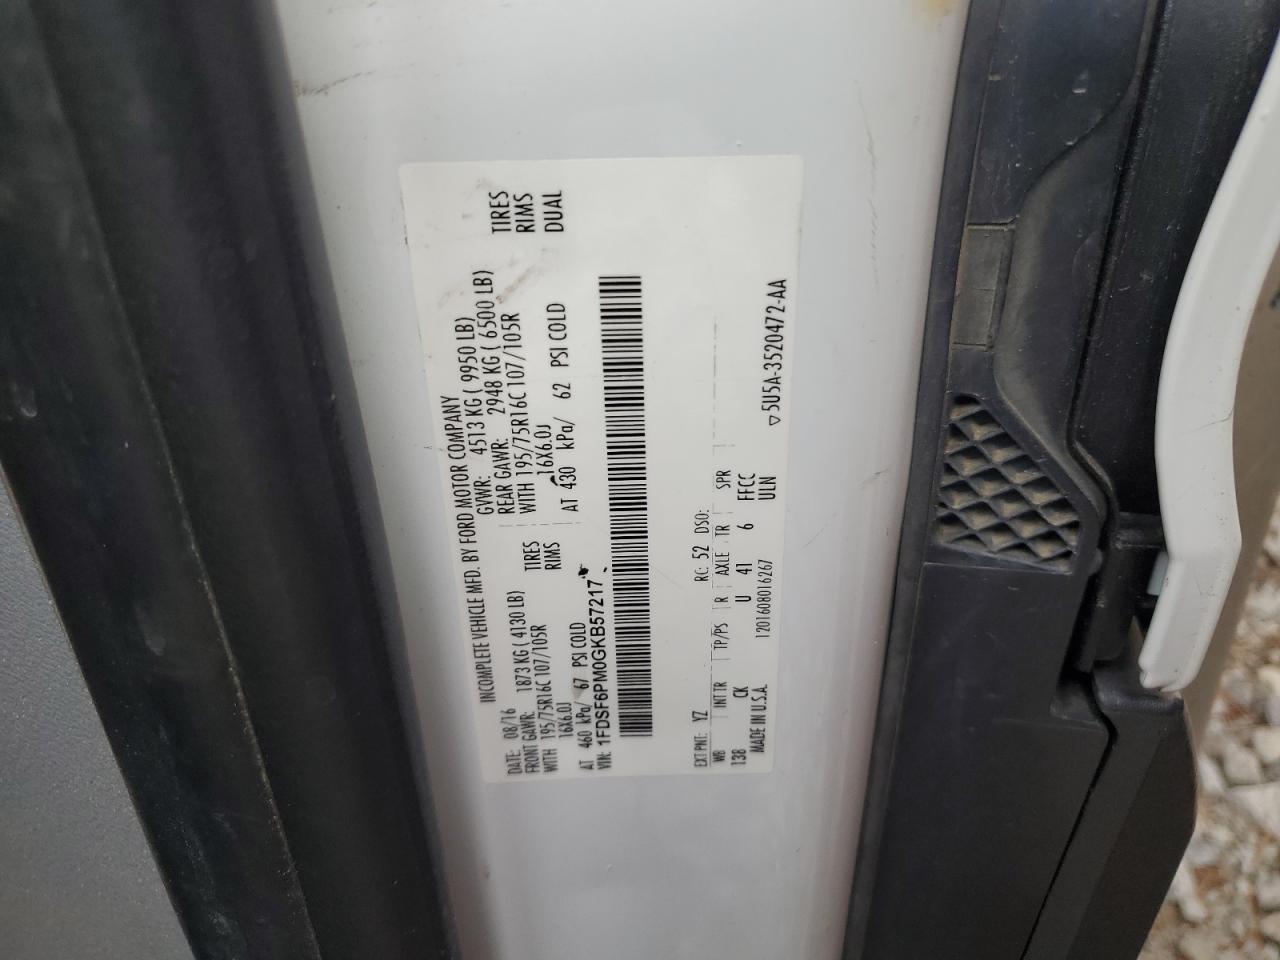 INCOMPLETE VEHICLE MFD. BY FORD MOTOR COMPANY
DATE: 08/16 GVWR: 4513 KG ( 9950 LB)
FRONT GAWR: 1873 KG ( 4130 LB) REAR GAWR: 2948 KG ( 6500 LB)
WITH 195/75R16C 107/105R TIRES WITH 195/75R16C 107/105R TIRES
16X6.0J RIMS 16X6.0J RIMS
AT 460 kPa/ 67 PSI COLD AT 430 kPa/ 62 PSI COLD DUAL
VIN: 1FDSF6PM0GKB57217
EXT PNT: YZ RC: 52 DSO:
WB INT TR TP/PS R AXLE TR SPR
138 CK U 41 6 FFCC
MADE IN U.S.A. 1201608016267 ULN
▽5U5A-3520472-AA